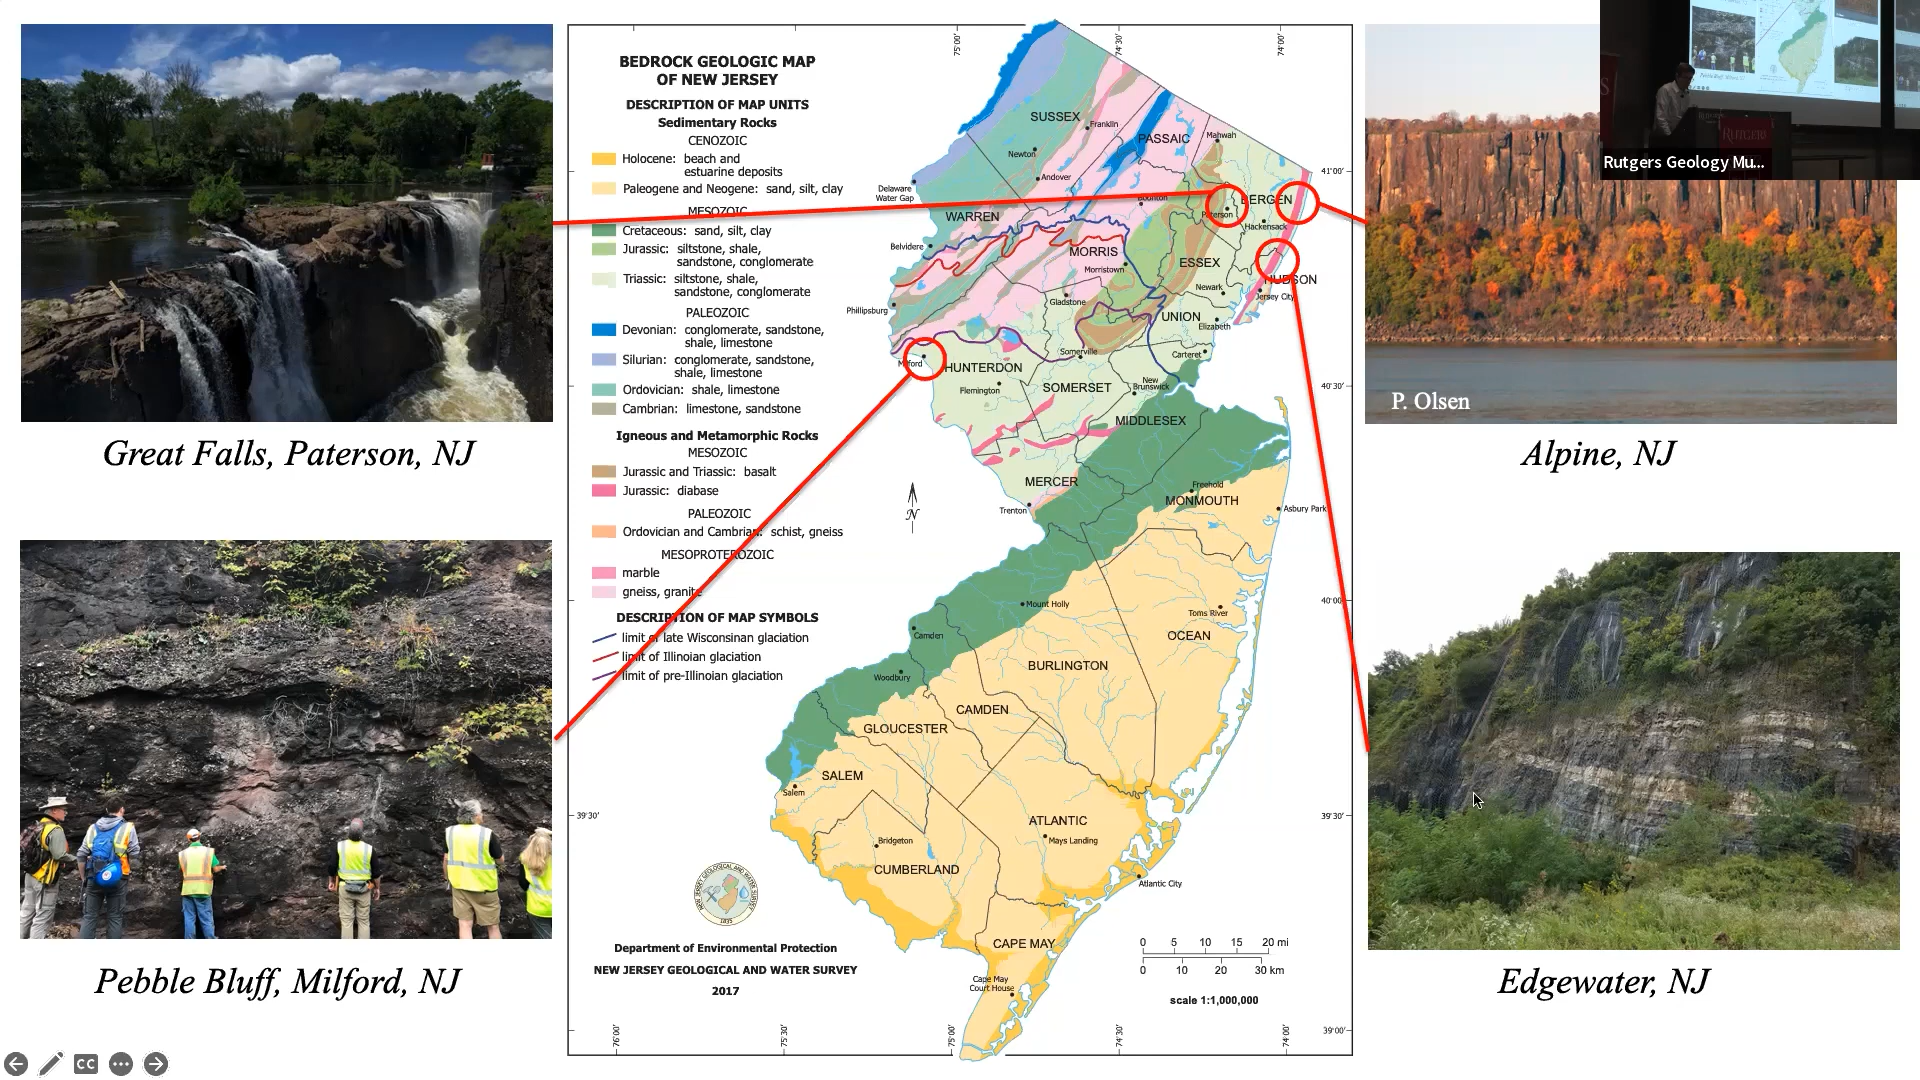 BEDROCK GEOLOGIC MAP
OF NEW JERSEY
DESCRIPTION OF MAP UNITS
Sedimentary Rocks
CENOZOIC
Holocene: beach and
estuarine deposits
Paleogene and Neogene: sand, silt, clay
MESOZOIC
Cretaceous: sand, silt, clay
Jurassic: siltstone, shale,
sandstone, conglomerate
Triassic: siltstone, shale,
sandstone, conglomerate
PALEOZOIC
Devonian: conglomerate, sandstone,
shale, limestone
Silurian: conglomerate, sandstone,
shale, limestone
Ordovician: shale, limestone
Cambrian: limestone, sandstone
Igneous and Metamorphic Rocks
MESOZOIC
Jurassic and Triassic: basalt
Jurassic: diabase
PALEOZOIC
Ordovician and Cambrian: schist, gneiss
MESOPROTEROZOIC
marble
gneiss, granite
DESCRIPTION OF MAP SYMBOLS
limit of late Wisconsinan glaciation
limit of Illinoian glaciation
limit of pre-Illinoian glaciation
Department of Environmental Protection
NEW JERSEY GEOLOGICAL AND WATER SURVEY
2017
75°00'
74°30'
74°00'
41°00'
40°30'
40°00'
39°30'
39°30'
39°00'
76°00'
75°30'
75°00'
74°30'
74°00'
SUSSEX
Franklin
PASSAIC
Mahwah
Newton
Andover
Delaware
Water Gap
WARREN
Boonton
Paterson
BERGEN
Hackensack
Belvidere
MORRIS
Morristown
ESSEX
HUDSON
Newark
Jersey City
Phillipsburg
Gladstone
UNION
Elizabeth
Milford
HUNTERDON
Somerville
Carteret
Flemington
SOMERSET
New
Brunswick
MIDDLESEX
MERCER
Trenton
Freehold
MONMOUTH
Asbury Park
N
Mount Holly
Toms River
Camden
OCEAN
BURLINGTON
Woodbury
CAMDEN
GLOUCESTER
SALEM
Salem
ATLANTIC
Mays Landing
Bridgeton
CUMBERLAND
Atlantic City
CAPE MAY
Cape May
Court House
0 5 10 15 20 mi
0 10 20 30 km
scale 1:1,000,000
Great Falls, Paterson, NJ
Pebble Bluff, Milford, NJ
P. Olsen
Alpine, NJ
Edgewater, NJ
RUTGERS
Rutgers Geology Mu...
CC